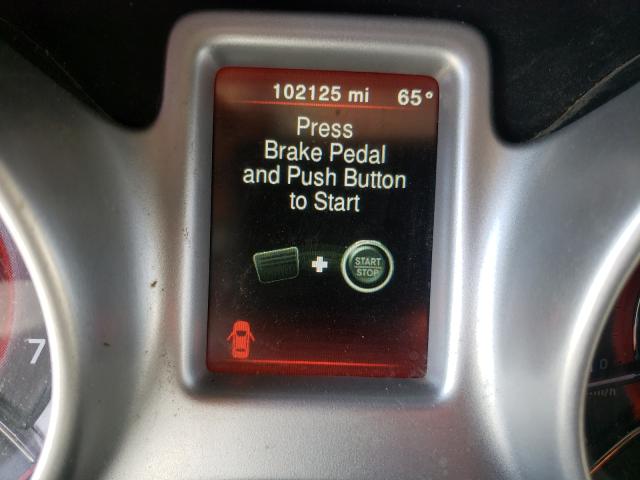 102125 mi 65°
Press
Brake Pedal
and Push Button
to Start
START
STOP
7